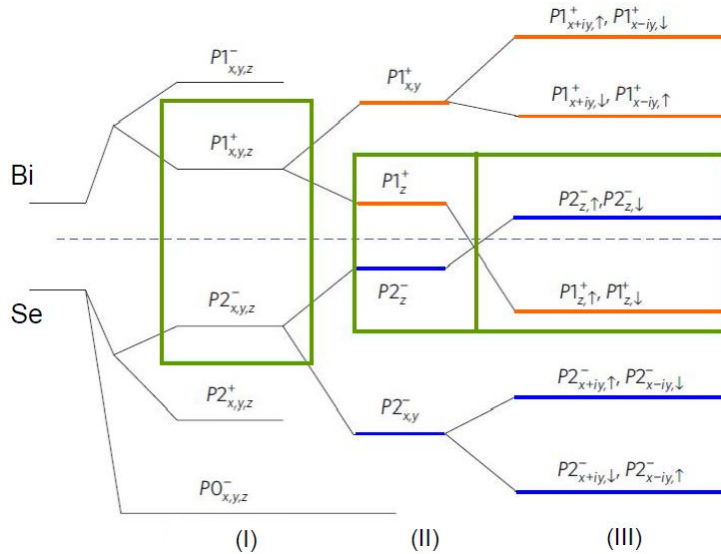 P1⁺x+iy,↑, P1⁺x−iy,↓
P1⁻x,y,z
P1⁺x,y
P1⁺x+iy,↓, P1⁺x−iy,↑
P1⁺x,y,z
Bi
P1⁺z
P2⁻z,↑,P2⁻z,↓
P2⁻z
Se
P2⁻x,y,z
P1⁺z,↑, P1⁺z,↓
P2⁻x+iy,↑, P2⁻x−iy,↓
P2⁺x,y,z
P2⁻x,y
P2⁻x+iy,↓, P2⁻x−iy,↑
P0⁻x,y,z
(I)
(II)
(III)